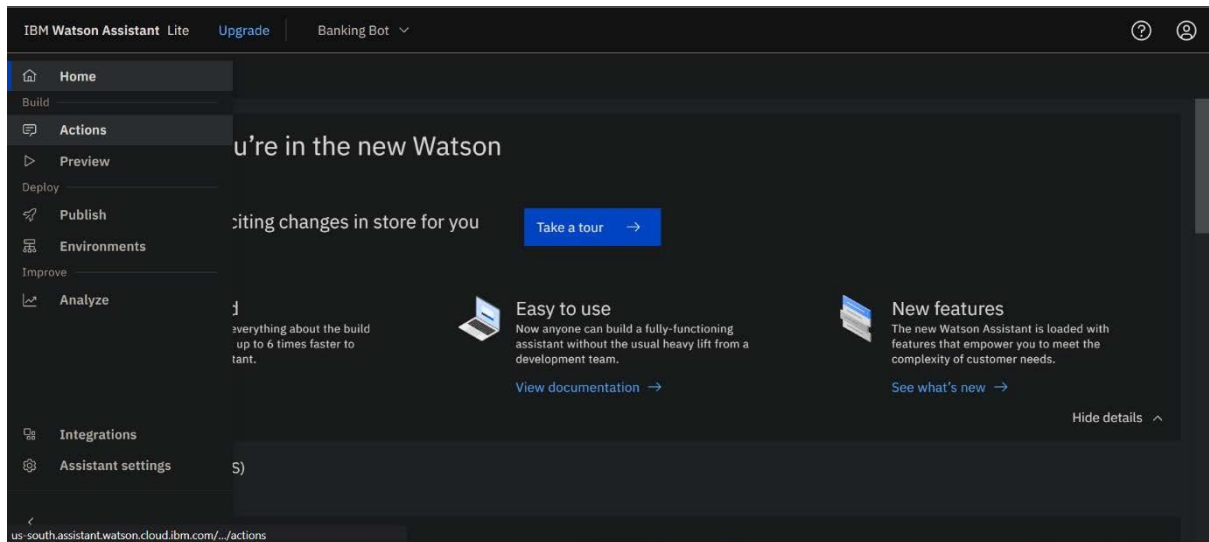 IBM Watson Assistant Lite Upgrade Banking Bot
Home
Build
Actions
Preview
Deploy
Publish
Environments
Improve
Analyze
Integrations
Assistant settings
u're in the new Watson
citing changes in store for you
Take a tour →
d
everything about the build
up to 6 times faster to
tant.
Easy to use
Now anyone can build a fully-functioning
assistant without the usual heavy lift from a
development team.
View documentation →
New features
The new Watson Assistant is loaded with
features that empower you to meet the
complexity of customer needs.
See what's new →
Hide details
S)
us-south.assistant.watson.cloud.ibm.com/.../actions